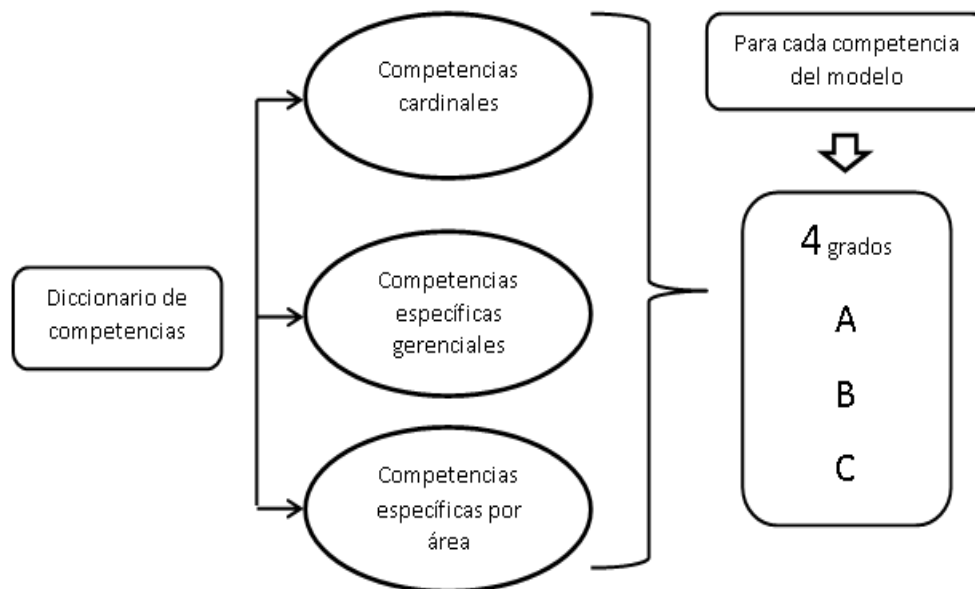 Diccionario de
competencias
Competencias
cardinales
Competencias
específicas
gerenciales
Competencias
específicas por
área
Para cada competencia
del modelo
4 grados
A
B
C